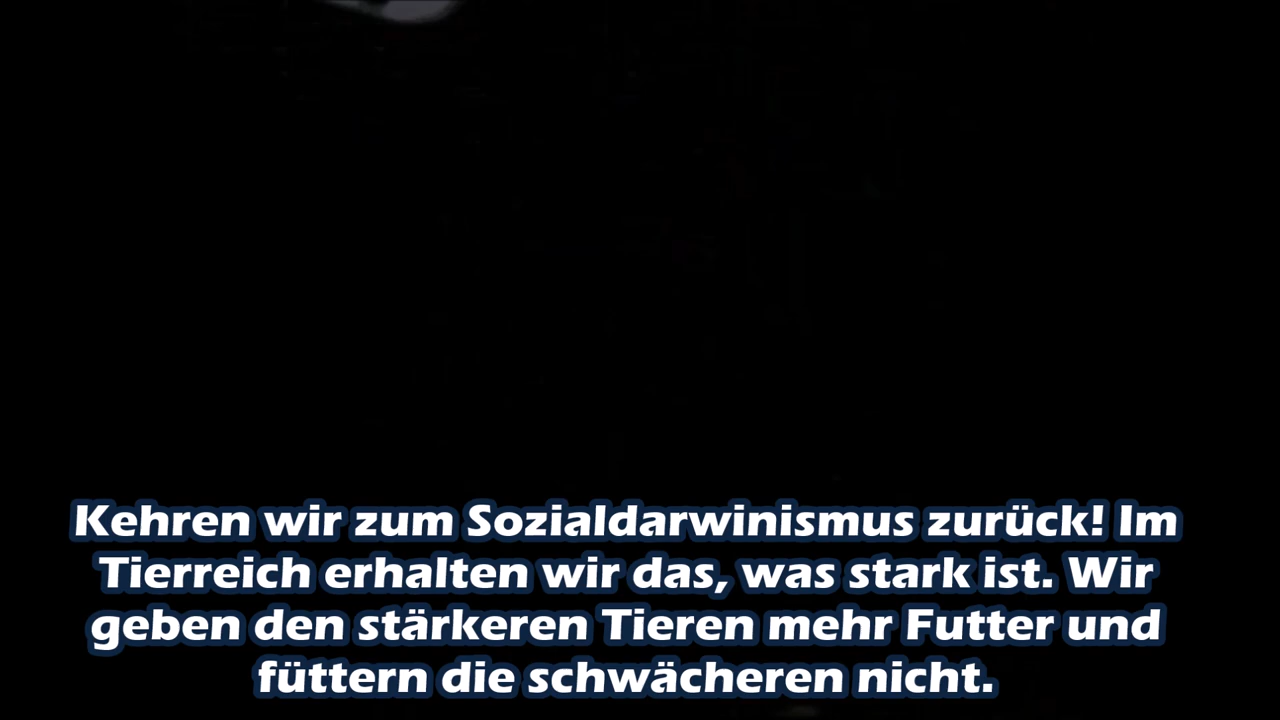 Kehren wir zum Sozialdarwinismus zurück! Im
Tierreich erhalten wir das, was stark ist. Wir
geben den stärkeren Tieren mehr Futter und
füttern die schwächeren nicht.